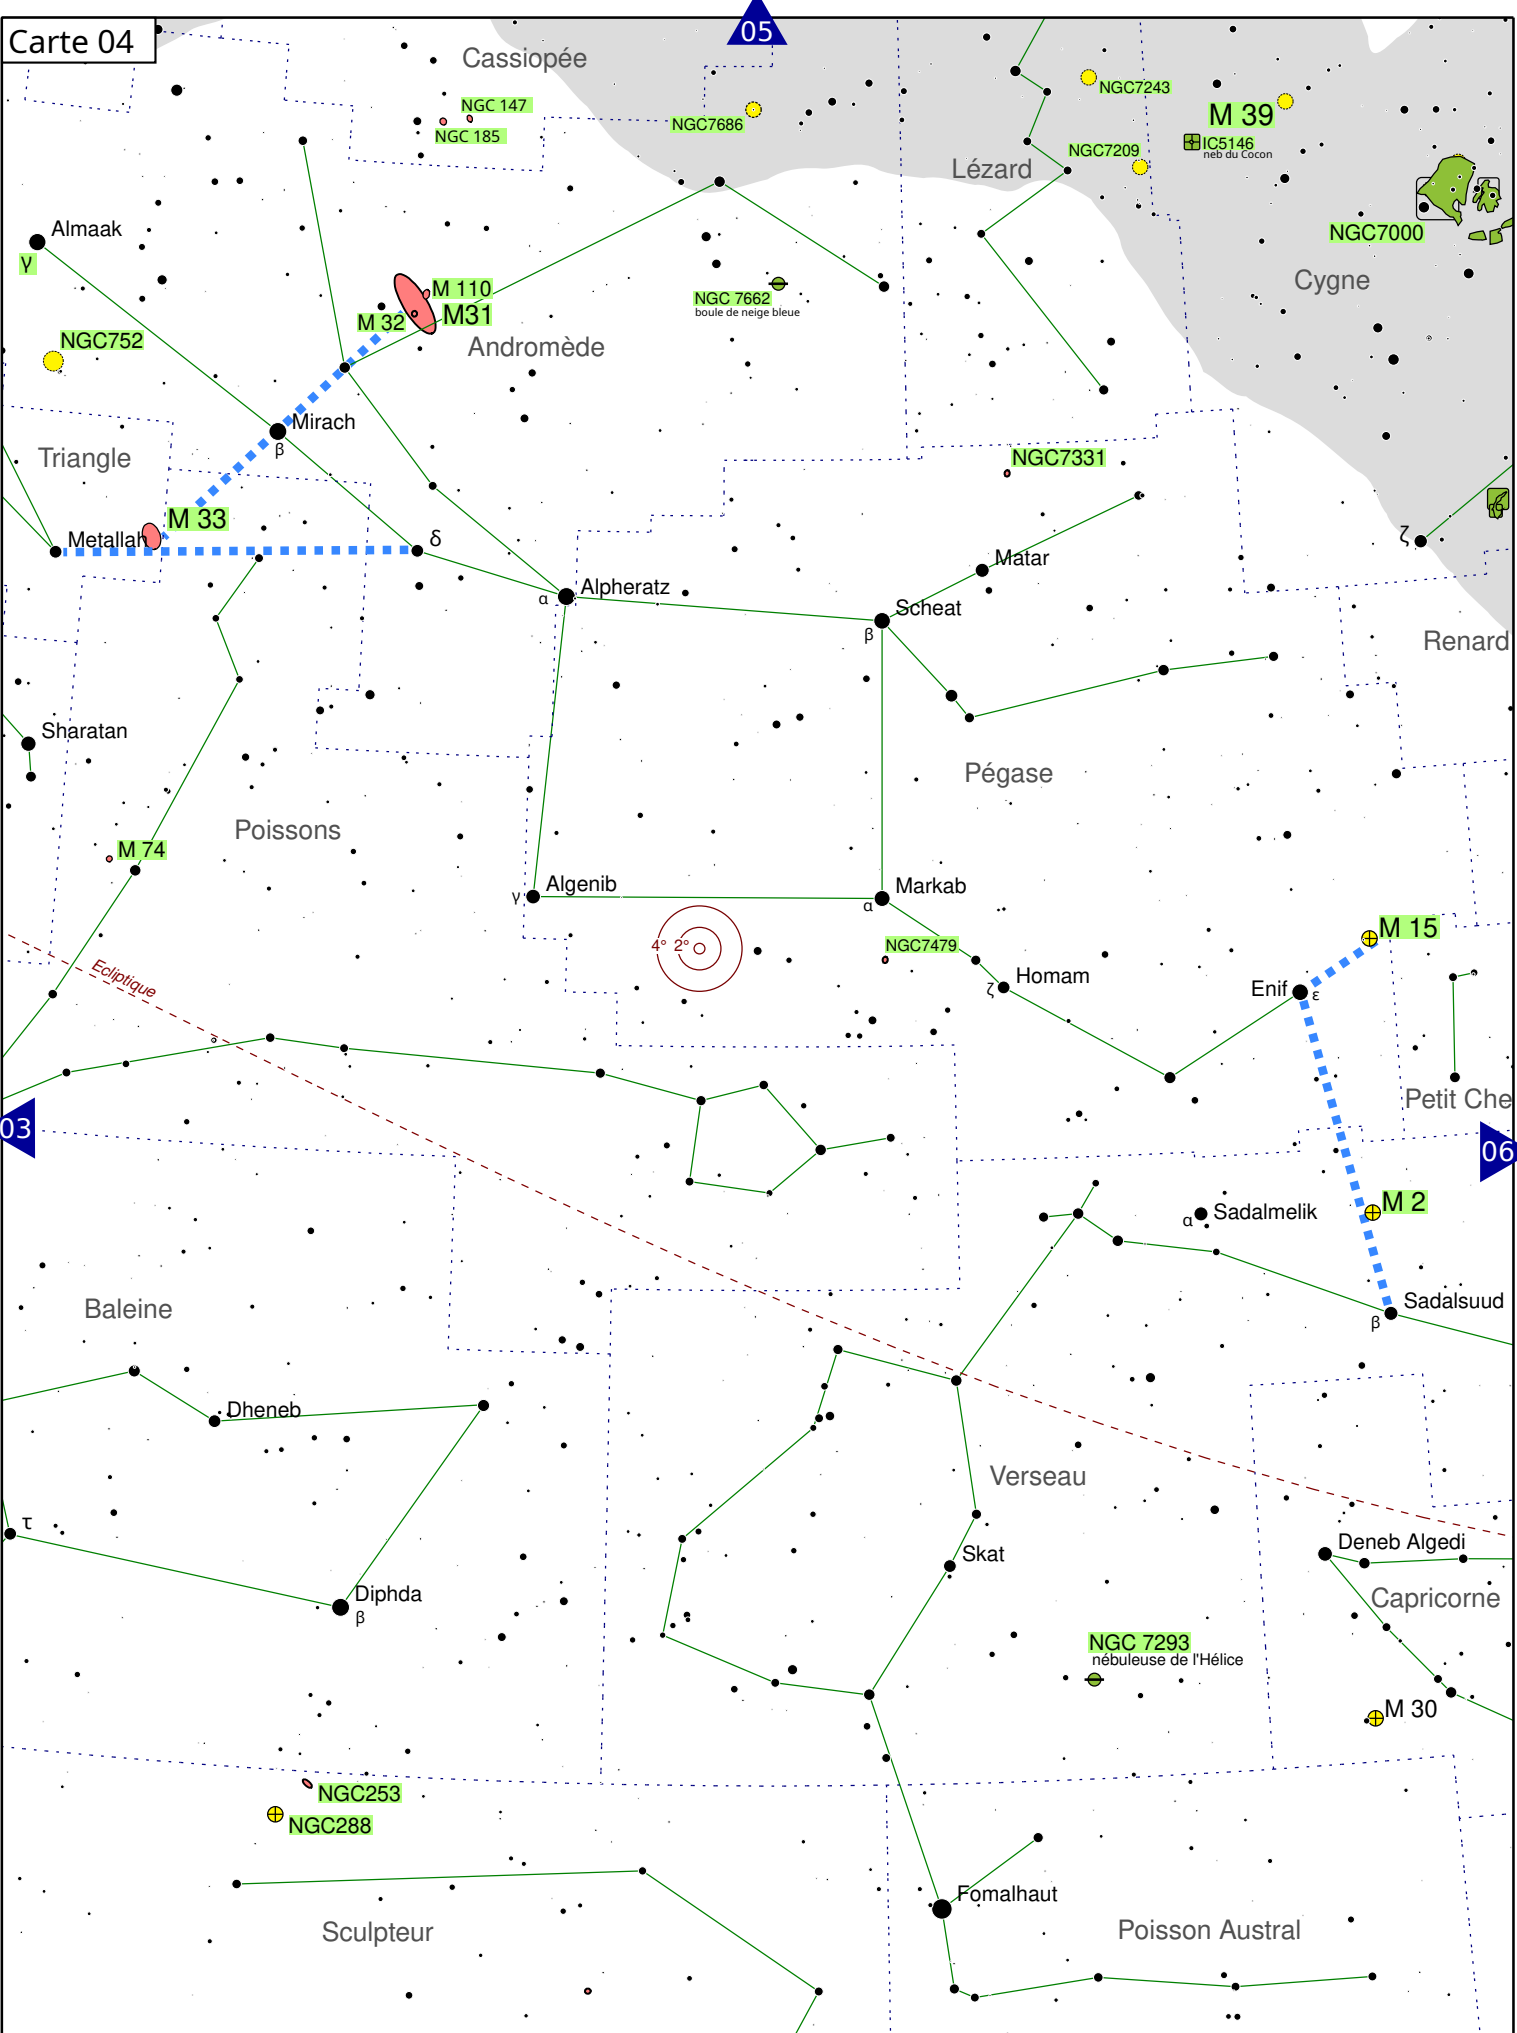 Carte 04
05
Cassiopée
NGC 147
NGC 185
NGC7686
NGC7243
M 39
IC5146
neb du Cocon
NGC7209
Lézard
Almaak
γ
NGC7000
Cygne
M 110
M 32
M31
NGC 7662
boule de neige bleue
NGC752
Andromède
Mirach
β
Triangle
NGC7331
M 33
Metallah
δ
ζ
Matar
Alpheratz
α
Scheat
β
Renard
Sharatan
Pégase
Poissons
M 74
Algenib
γ
Markab
α
M 15
4° 2°
NGC7479
Ecliptique
Homam
ζ
Enif
ε
Petit Che
03
06
M 2
Sadalmelik
α
Baleine
Sadalsuud
β
Dheneb
Verseau
τ
Skat
Deneb Algedi
Diphda
β
Capricorne
NGC 7293
nébuleuse de l'Hélice
M 30
NGC253
NGC288
Fomalhaut
Sculpteur
Poisson Austral